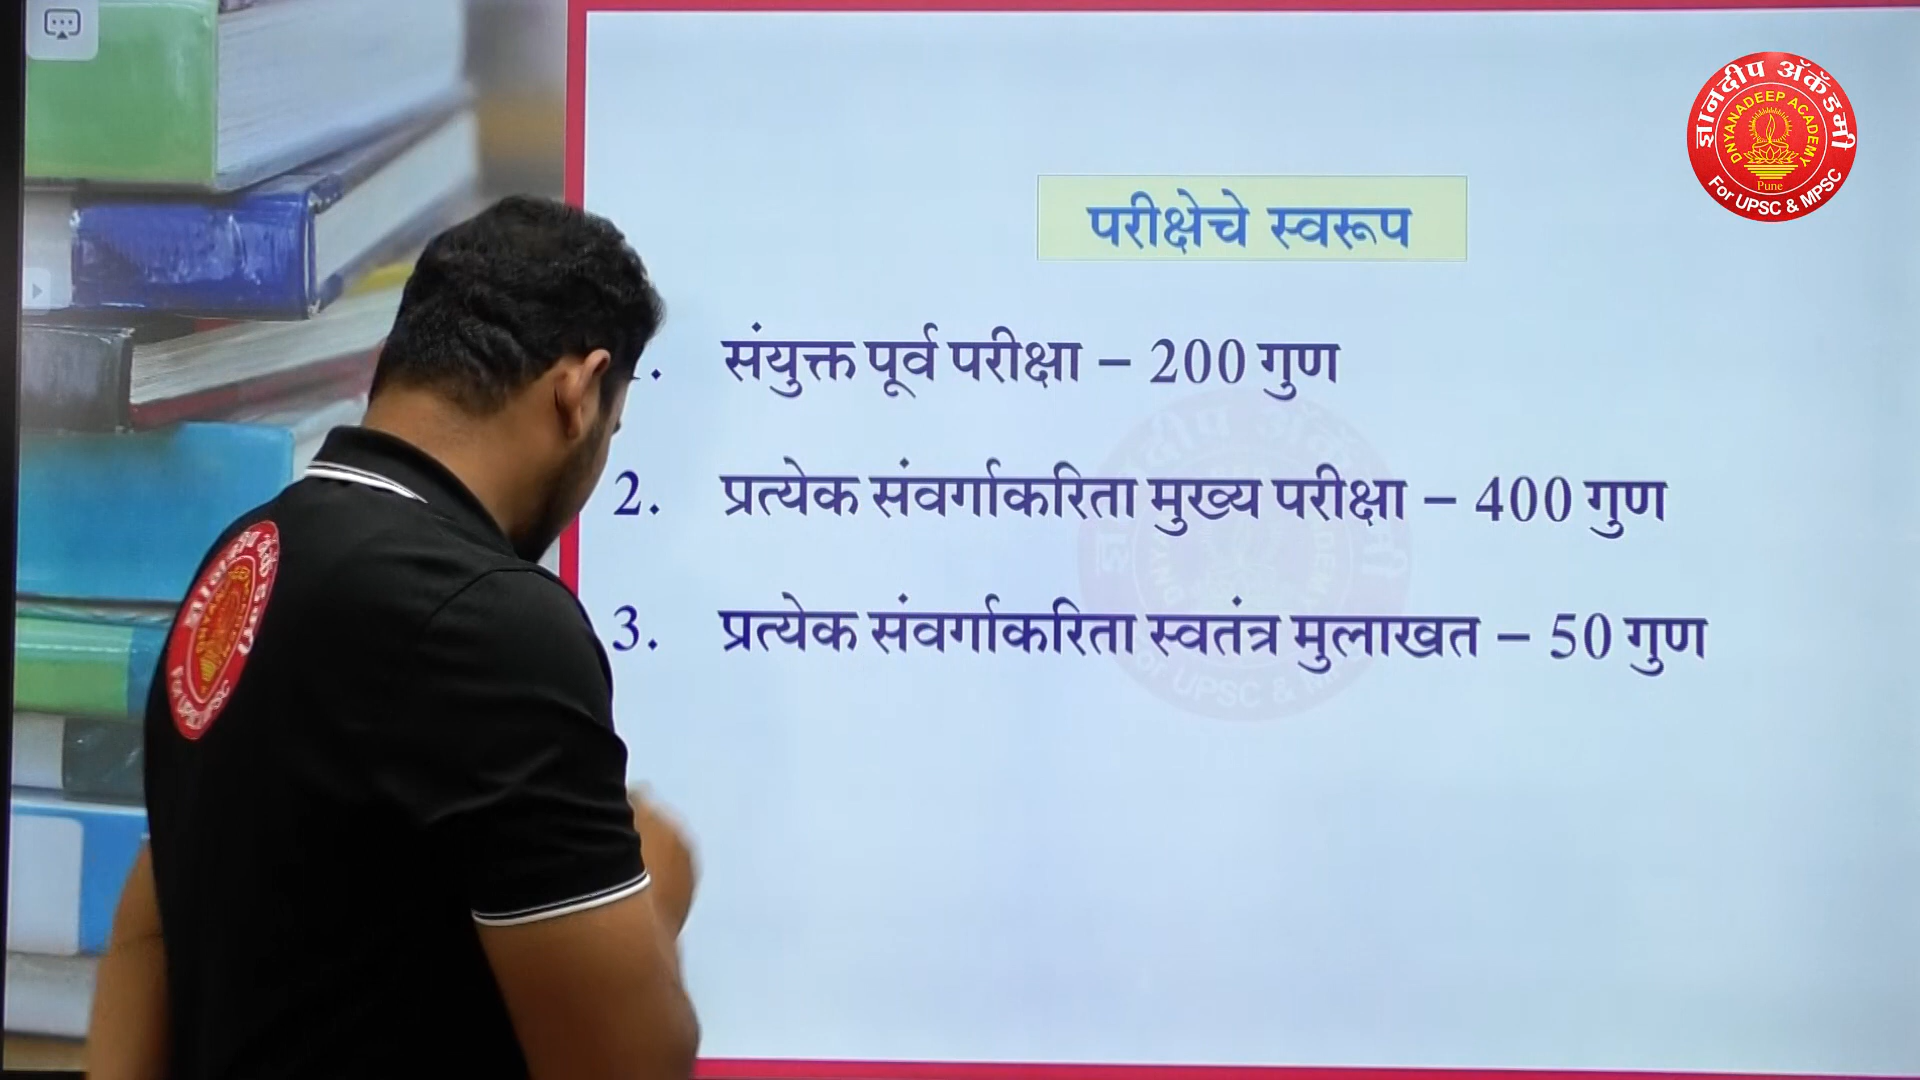 परीक्षेचे स्वरूप
. संयुक्त पूर्व परीक्षा – 200 गुण
2. प्रत्येक संवर्गाकरिता मुख्य परीक्षा – 400 गुण
3. प्रत्येक संवर्गाकरिता स्वतंत्र मुलाखत – 50 गुण
ज्ञानदीप अ‍ॅकॅडमी
DNYANADEEP ACADEMY
Pune
For UPSC & MPSC